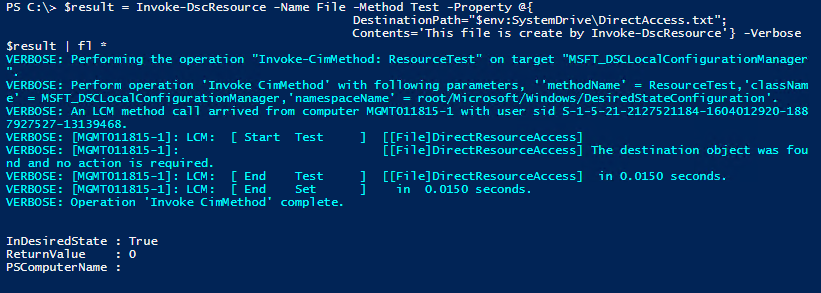 PS C:\> $result = Invoke-DscResource -Name File -Method Test -Property @{
DestinationPath="$env:SystemDrive\DirectAccess.txt";
Contents='This file is create by Invoke-DscResource'} -Verbose
$result | fl *
VERBOSE: Performing the operation "Invoke-CimMethod: ResourceTest" on target "MSFT_DSCLocalConfigurationManager
".
VERBOSE: Perform operation 'Invoke CimMethod' with following parameters, ''methodName' = ResourceTest,'classNam
e' = MSFT_DSCLocalConfigurationManager,'namespaceName' = root/Microsoft/Windows/DesiredStateConfiguration'.
VERBOSE: An LCM method call arrived from computer MGMT011815-1 with user sid S-1-5-21-2127521184-1604012920-188
7927527-13139468.
VERBOSE: [MGMT011815-1]: LCM:  [ Start  Test     ]  [[File]DirectResourceAccess]
VERBOSE: [MGMT011815-1]:                            [[File]DirectResourceAccess] The destination object was fou
nd and no action is required.
VERBOSE: [MGMT011815-1]: LCM:  [ End    Test     ]  [[File]DirectResourceAccess]  in 0.0150 seconds.
VERBOSE: [MGMT011815-1]: LCM:  [ End    Set      ]    in  0.0150 seconds.
VERBOSE: Operation 'Invoke CimMethod' complete.
InDesiredState : True
ReturnValue    : 0
PSComputerName :